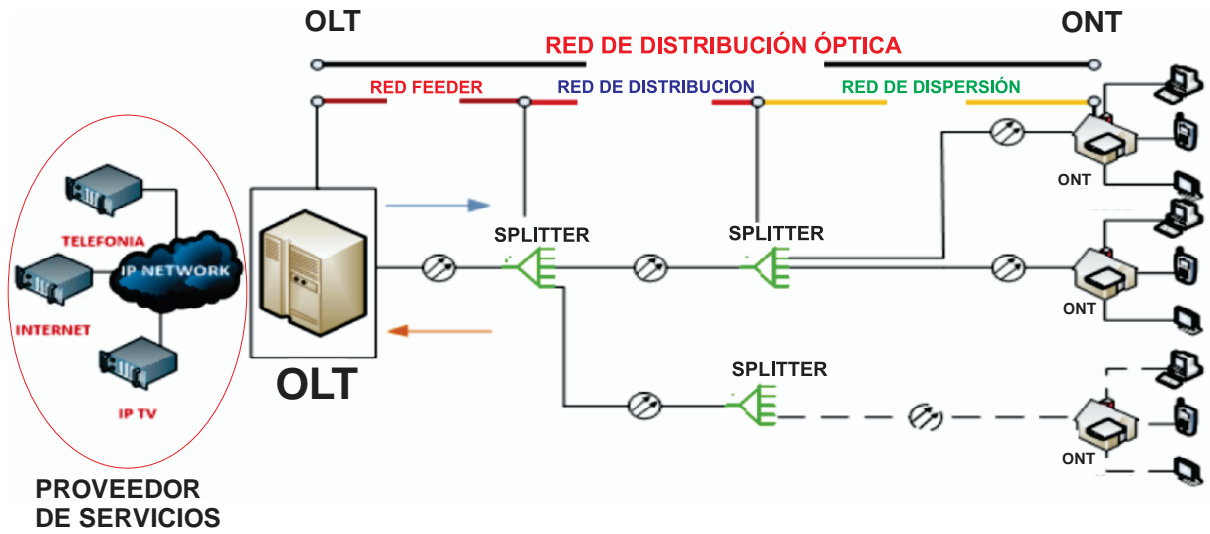 OLT
ONT
RED DE DISTRIBUCIÓN ÓPTICA
RED FEEDER
RED DE DISTRIBUCION
RED DE DISPERSIÓN
ONT
TELEFONIA
IP NETWORK
INTERNET
IP TV
SPLITTER
SPLITTER
ONT
OLT
SPLITTER
ONT
PROVEEDOR
DE SERVICIOS